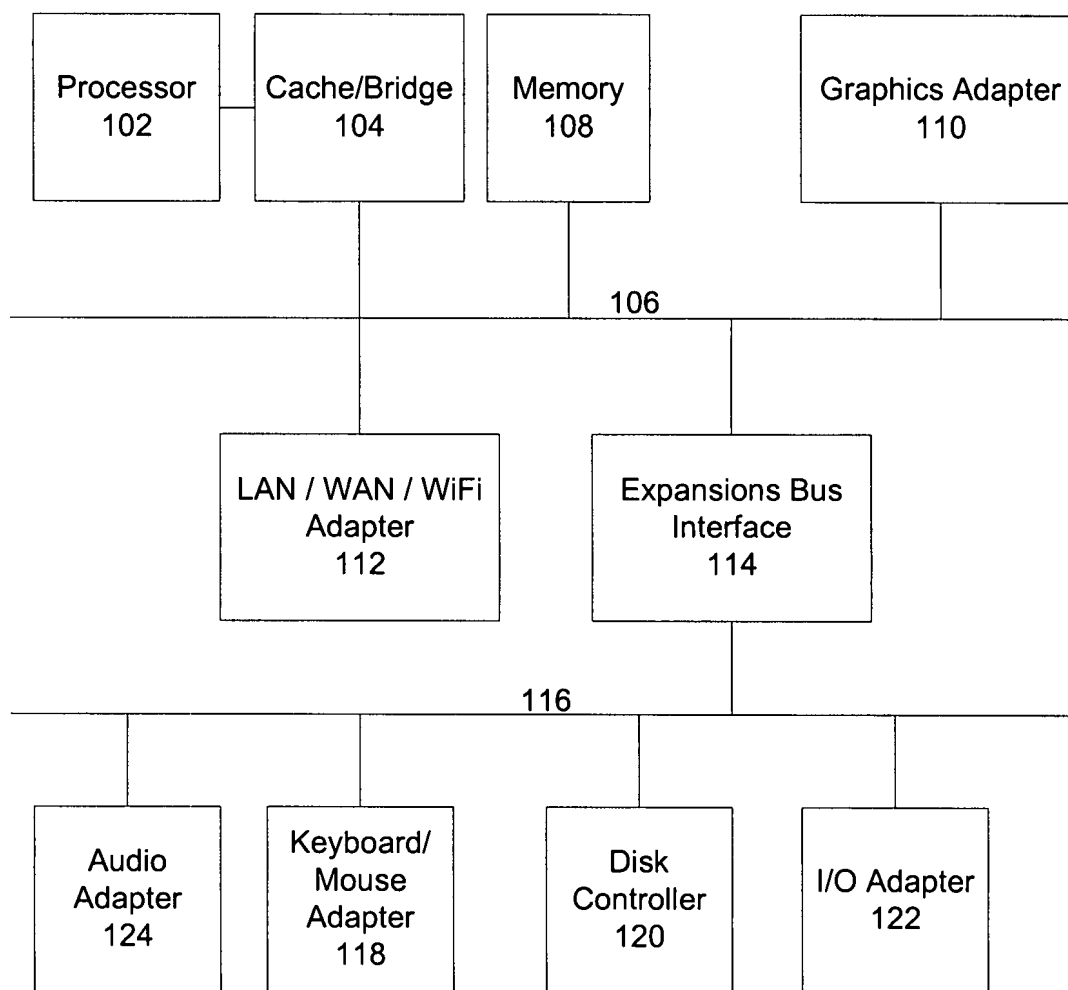 Processor
102
Cache/Bridge
104
Memory
108
Graphics Adapter
110
106
LAN / WAN / WiFi
Adapter
112
Expansions Bus
Interface
114
116
Audio
Adapter
124
Keyboard/
Mouse
Adapter
118
Disk
Controller
120
I/O Adapter
122